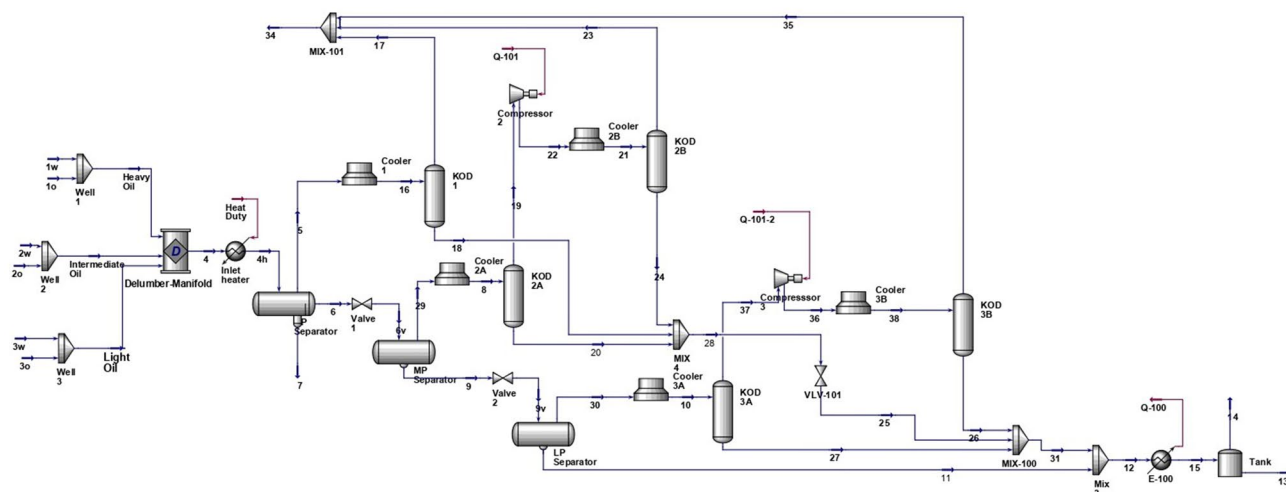 34
MIX-101
17
23
35
Q-101
Compressor
2
Cooler
2B
22
21
KOD
2B
Cooler
1
16
KOD
1
1w
1o
Well
1
Heavy
Oil
5
19
Heat
Duty
Q-101-2
2w
2o
Well
2
Intermediate
Oil
D
Delumber-Manifold
4
Inlet
heater
4h
18
24
Cooler
2A
29
8
KOD
2A
37
Compresssor
3
Cooler
3B
36
38
KOD
3B
6
Valve
1
6v
P
Separator
3w
3o
Well
3
Light
Oil
7
MP
Separator
20
MIX
4
28
9
Valve
2
9v
Cooler
3A
30
10
KOD
3A
VLV-101
25
26
Q-100
14
LP
Separator
27
MIX-100
31
11
Mix
12
E-100
15
Tank
13